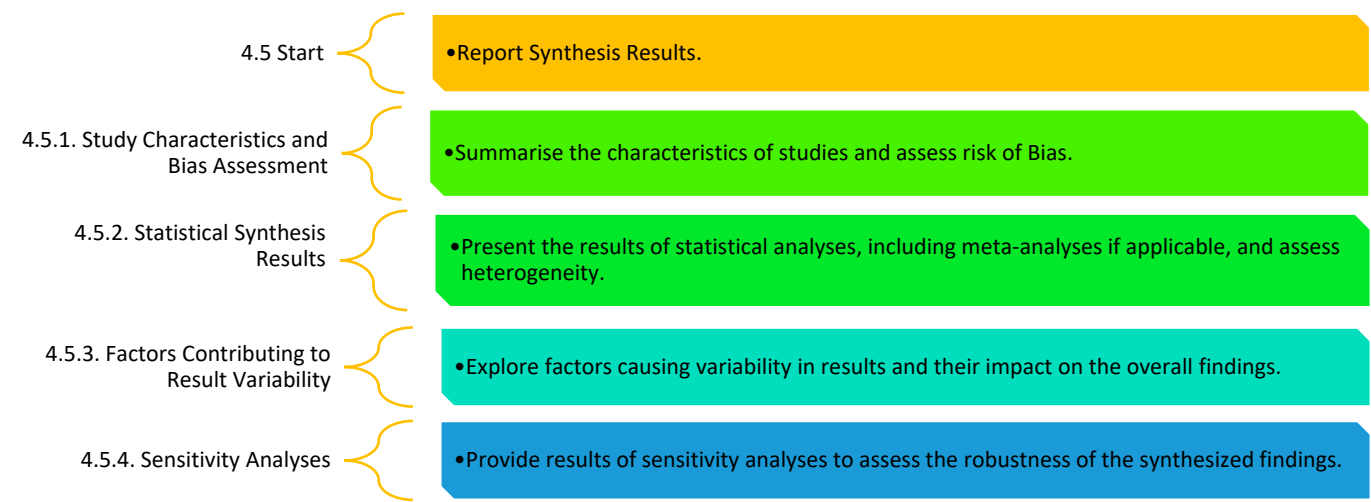 4.5 Start
•Report Synthesis Results.
4.5.1. Study Characteristics and
Bias Assessment
•Summarise the characteristics of studies and assess risk of Bias.
4.5.2. Statistical Synthesis
Results
•Present the results of statistical analyses, including meta-analyses if applicable, and assess
heterogeneity.
4.5.3. Factors Contributing to
Result Variability
•Explore factors causing variability in results and their impact on the overall findings.
4.5.4. Sensitivity Analyses
•Provide results of sensitivity analyses to assess the robustness of the synthesized findings.